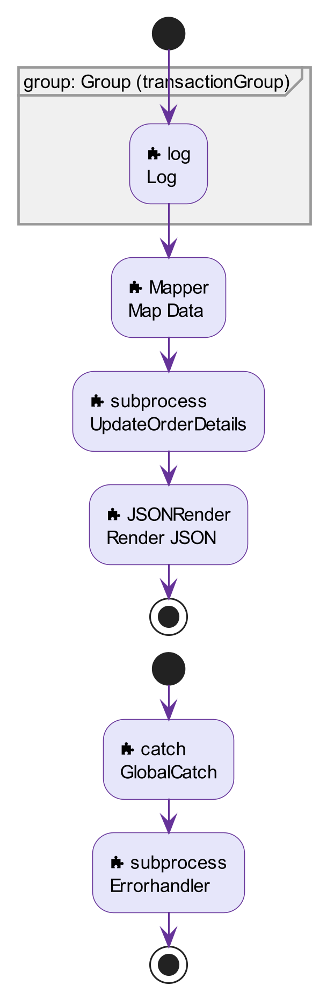 group: Group (transactionGroup)
log
Log
Mapper
Map Data
subprocess
UpdateOrderDetails
JSONRender
Render JSON
catch
GlobalCatch
subprocess
Errorhandler